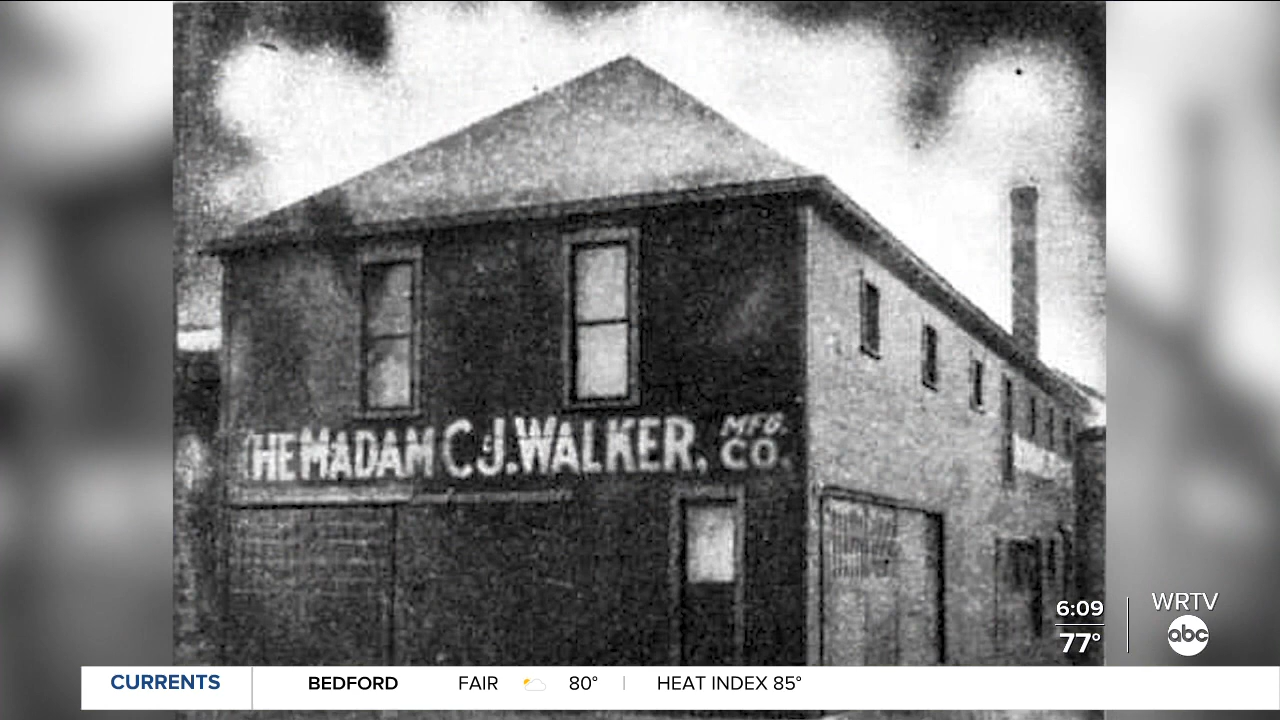 THE MADAM C.J. WALKER, MFG. CO.
6:09
77°
WRTV
abc
CURRENTS BEDFORD FAIR 80° HEAT INDEX 85°